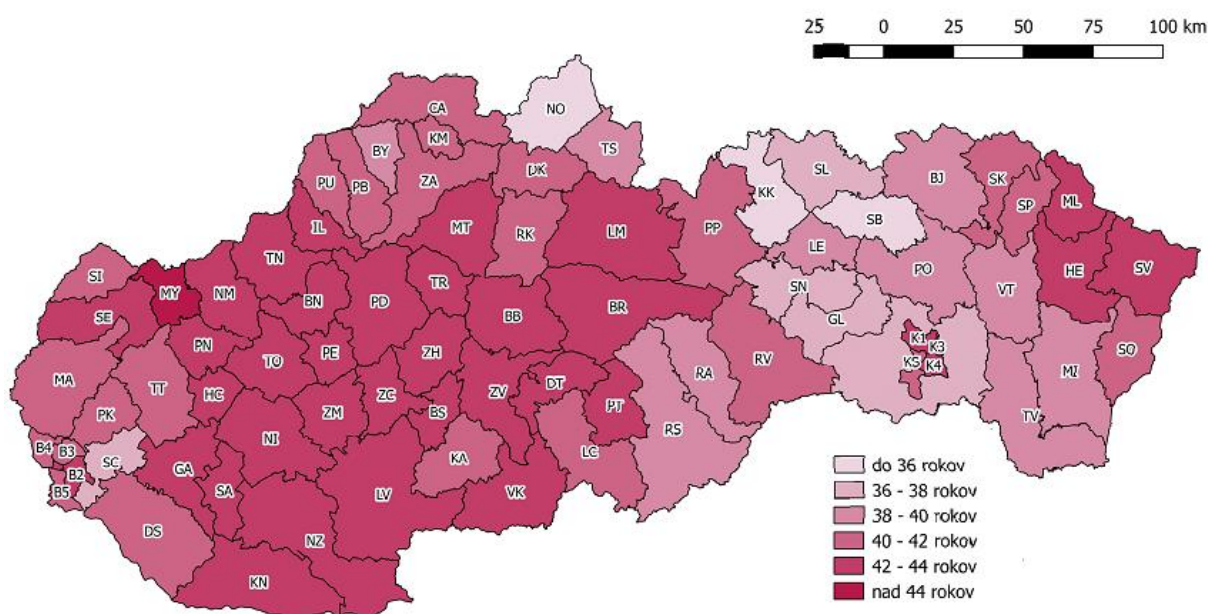 25 0 25 50 75 100 km
NO
CA
KM
BY
TS
PU
PB
ZA
DK
SL
BJ
SK
KK
SP
ML
SB
IL
MT
RK
LM
PP
LE
HE
SV
TN
PO
SI
MY
NM
BN
PD
TR
SN
VT
SE
BB
BR
GL
PN
TO
PE
ZH
K1
K3
SO
RV
K5
K4
MA
TT
HC
ZM
ZC
BS
ZV
DT
PT
RA
MI
PK
TV
RS
B4
B3
SC
NI
KA
LC
B2
GA
B5
SA
LV
VK
DS
NZ
KN
do 36 rokov
36 - 38 rokov
38 - 40 rokov
40 - 42 rokov
42 - 44 rokov
nad 44 rokov